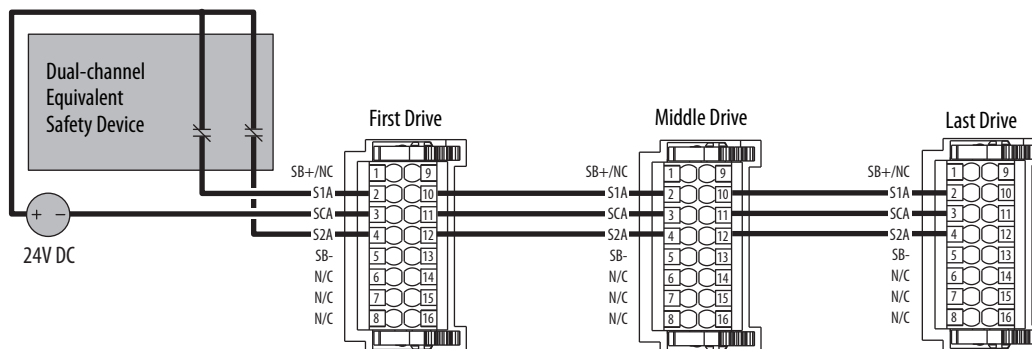 Dual-channel
Equivalent
Safety Device
+ −
24V DC
First Drive
SB+/NC
S1A
SCA
S2A
SB-
N/C
N/C
N/C
1 9
2 10
3 11
4 12
5 13
6 14
7 15
8 16
Middle Drive
SB+/NC
S1A
SCA
S2A
SB-
N/C
N/C
N/C
1 9
2 10
3 11
4 12
5 13
6 14
7 15
8 16
Last Drive
SB+/NC
S1A
SCA
S2A
SB-
N/C
N/C
N/C
1 9
2 10
3 11
4 12
5 13
6 14
7 15
8 16